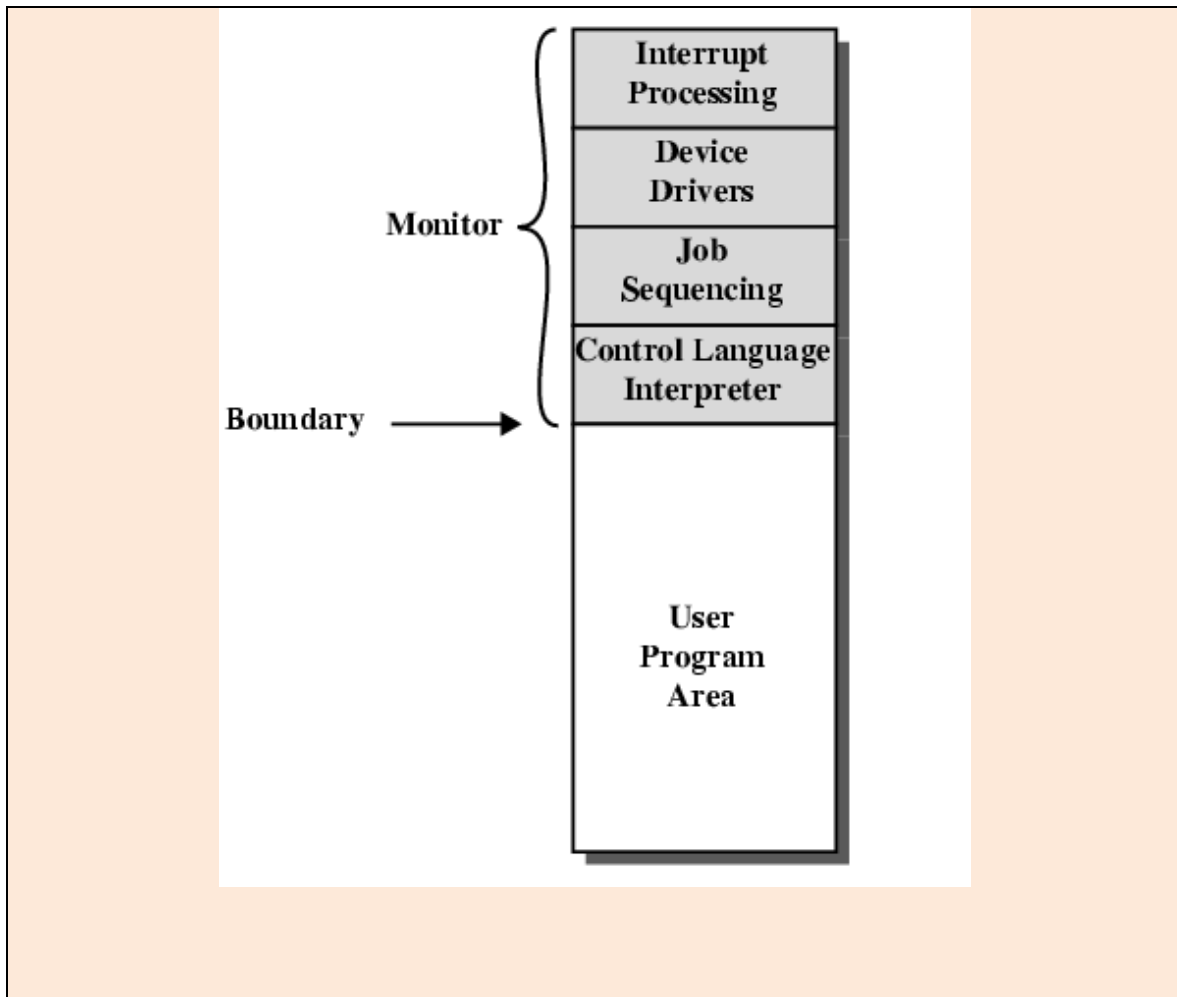 Interrupt
Processing
Device
Drivers
Monitor
Job
Sequencing
Control Language
Interpreter
Boundary
User
Program
Area